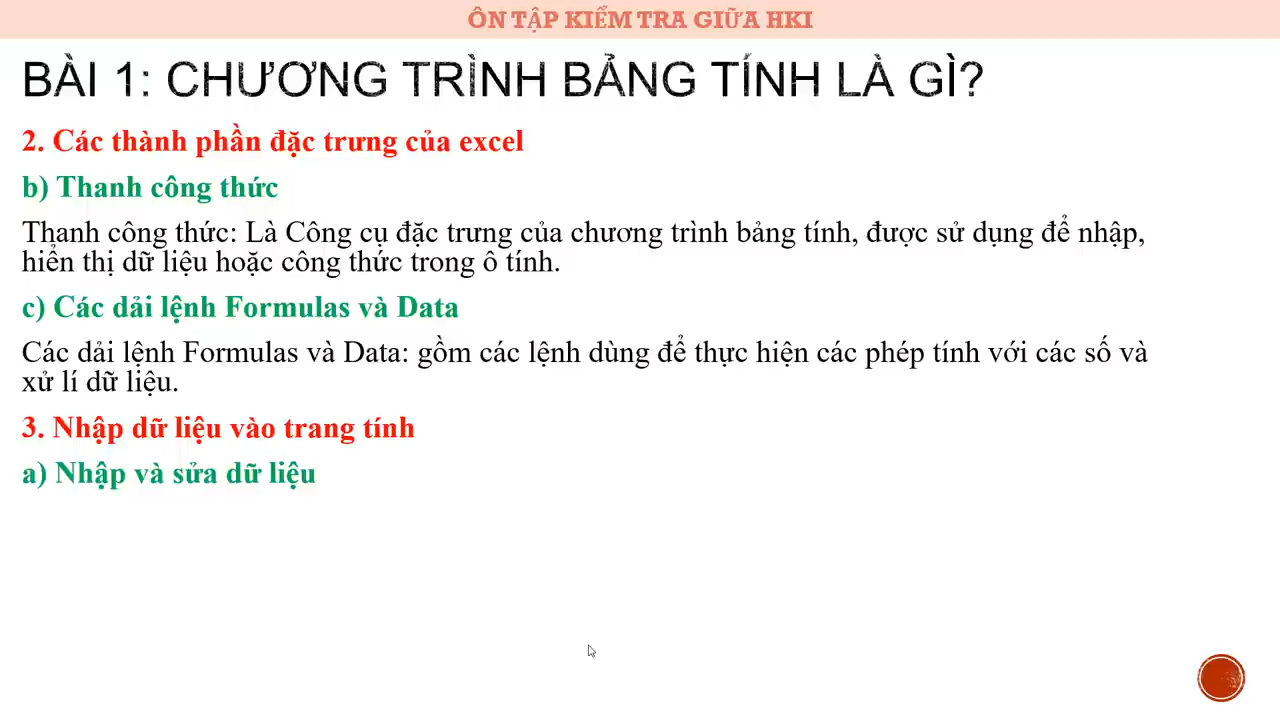 ÔN TẬP KIỂM TRA GIỮA HKI
BÀI 1: CHƯƠNG TRÌNH BẢNG TÍNH LÀ GÌ?
2. Các thành phần đặc trưng của excel
b) Thanh công thức
Thanh công thức: Là Công cụ đặc trưng của chương trình bảng tính, được sử dụng để nhập,
hiển thị dữ liệu hoặc công thức trong ô tính.
c) Các dải lệnh Formulas và Data
Các dải lệnh Formulas và Data: gồm các lệnh dùng để thực hiện các phép tính với các số và
xử lí dữ liệu.
3. Nhập dữ liệu vào trang tính
a) Nhập và sửa dữ liệu